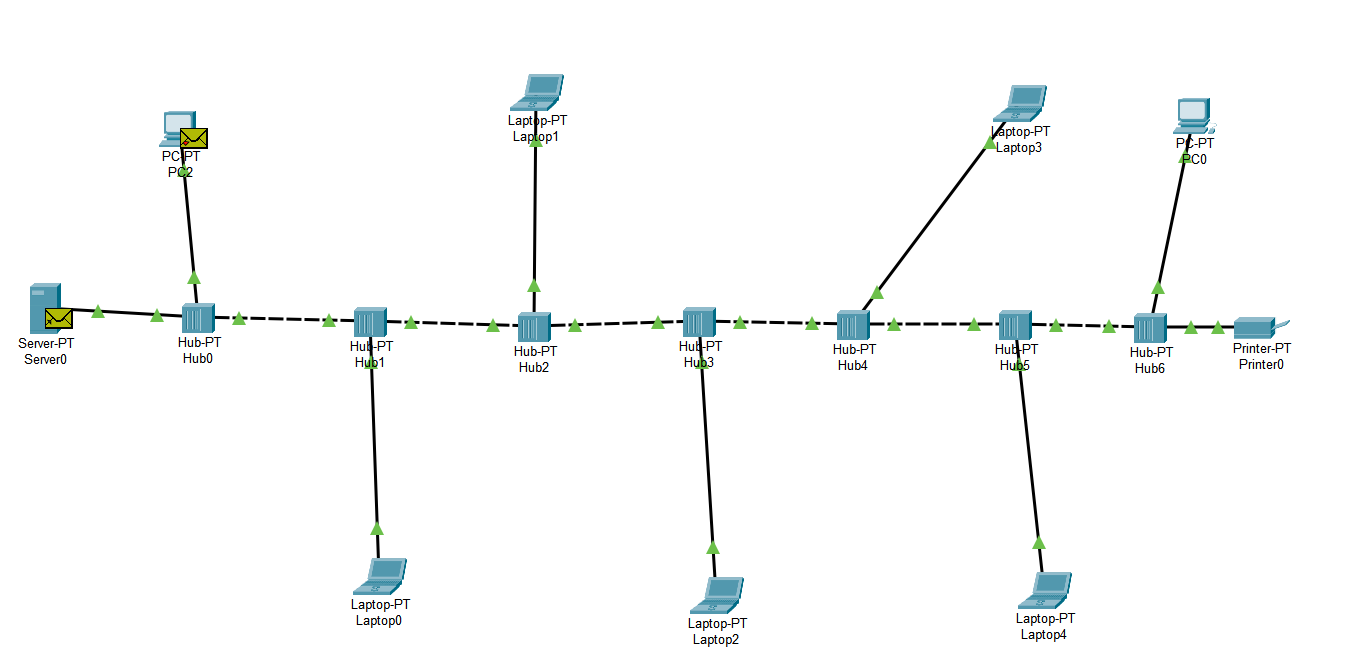 Laptop-PT
Laptop1
Laptop-PT
Laptop3
PC-PT
PC2
PC-PT
PC0
Server-PT
Server0
Hub-PT
Hub0
Hub-PT
Hub1
Hub-PT
Hub2
Hub-PT
Hub3
Hub-PT
Hub4
Hub-PT
Hub5
Hub-PT
Hub6
Printer-PT
Printer0
Laptop-PT
Laptop0
Laptop-PT
Laptop2
Laptop-PT
Laptop4